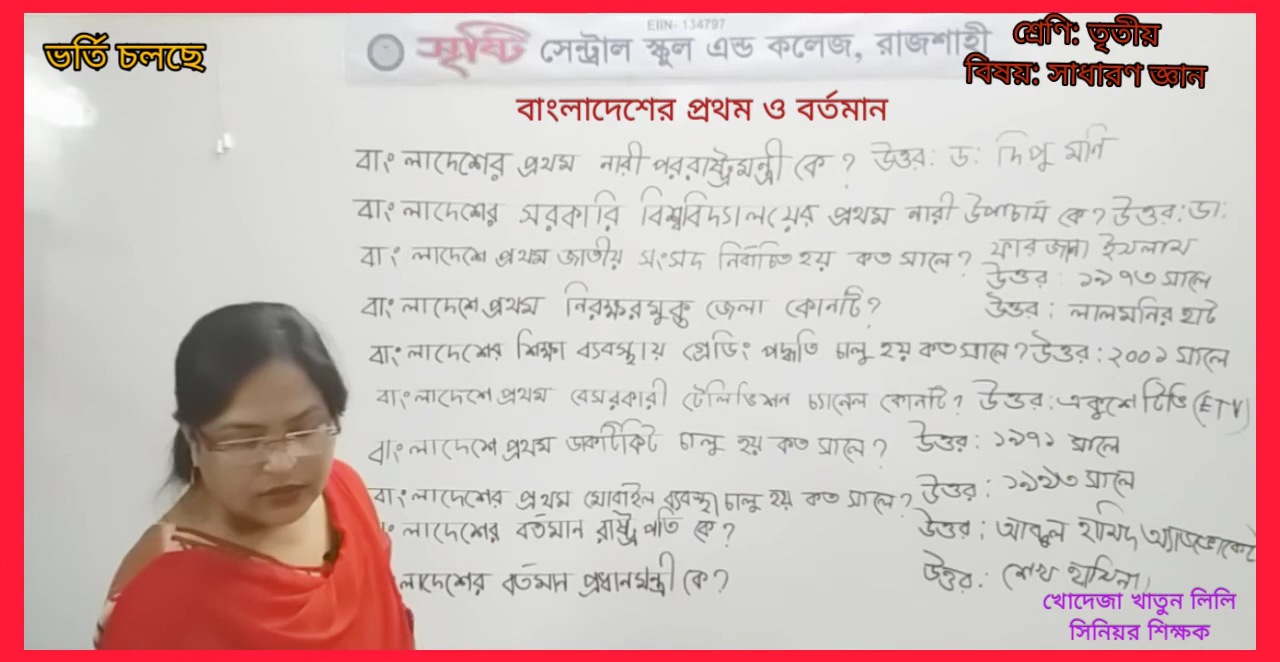 EIIN- 134797
ভর্তি চলছে
সৃষ্টি সেন্ট্রাল স্কুল এন্ড কলেজ, রাজশাহী
শ্রেণি: তৃতীয়
বিষয়: সাধারণ জ্ঞান
বাংলাদেশের প্রথম ও বর্তমান
বাংলাদেশের প্রথম নারী পররাষ্ট্রমন্ত্রী কে? উত্তর: ড: দিপু মনি
বাংলাদেশের সরকারি বিশ্ববিদ্যালয়ের প্রথম নারী উপাচার্য কে? উত্তর: ডা:
ফারজানা ইসলাম
বাংলাদেশে প্রথম জাতীয় সংসদ নির্বাচিত হয় কত সালে?
উত্তর: ১৯৭৩ সালে
বাংলাদেশে প্রথম নিরক্ষরমুক্ত জেলা কোনটি? উত্তর: লালমনির হাট
বাংলাদেশের শিক্ষা ব্যবস্থায় গ্রেডিং পদ্ধতি চালু হয় কত সালে? উত্তর: ২০০১ সালে
বাংলাদেশে প্রথম বেসরকারী টেলিভিশন চ্যানেল কোনটি? উত্তর: একুশে টিভি (ETV)
বাংলাদেশে প্রথম ডাকটিকিট চালু হয় কত সালে? উত্তর: ১৯৭১ সালে
বাংলাদেশের প্রথম মোবাইল ব্যবস্থা চালু হয় কত সালে? উত্তর: ১৯৯৩ সালে
বাংলাদেশের বর্তমান রাষ্ট্রপতি কে? উত্তর: আব্দুল হামিদ অ্যাডভোকেট
লাদেশের বর্তমান প্রধানমন্ত্রী কে? উত্তর: শেখ হাসিনা।
খোদেজা খাতুন লিলি
সিনিয়র শিক্ষক